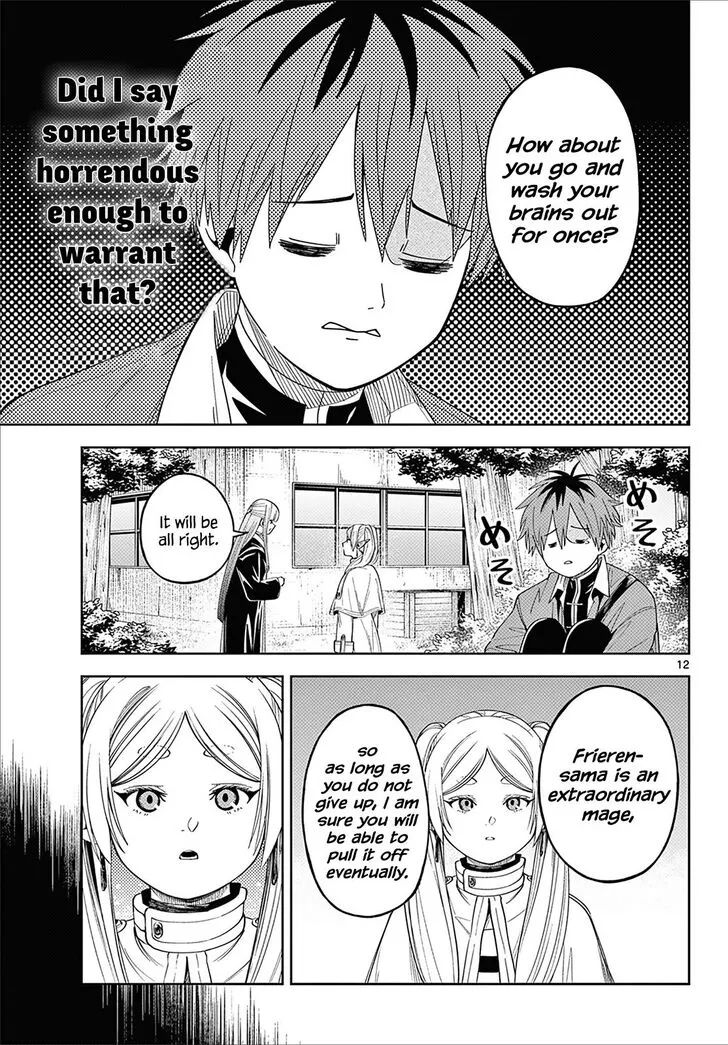 How about
you go and
wash your
brains out
for once?
Did I say
something
horrendous
enough to
warrant
that?
めそ
めそ
It will be
all right.
12
Frieren-
sama is an
extraordinary
mage,
so
as long as
you do not
give up, I am
sure you will
be able to
pull it off
eventually.